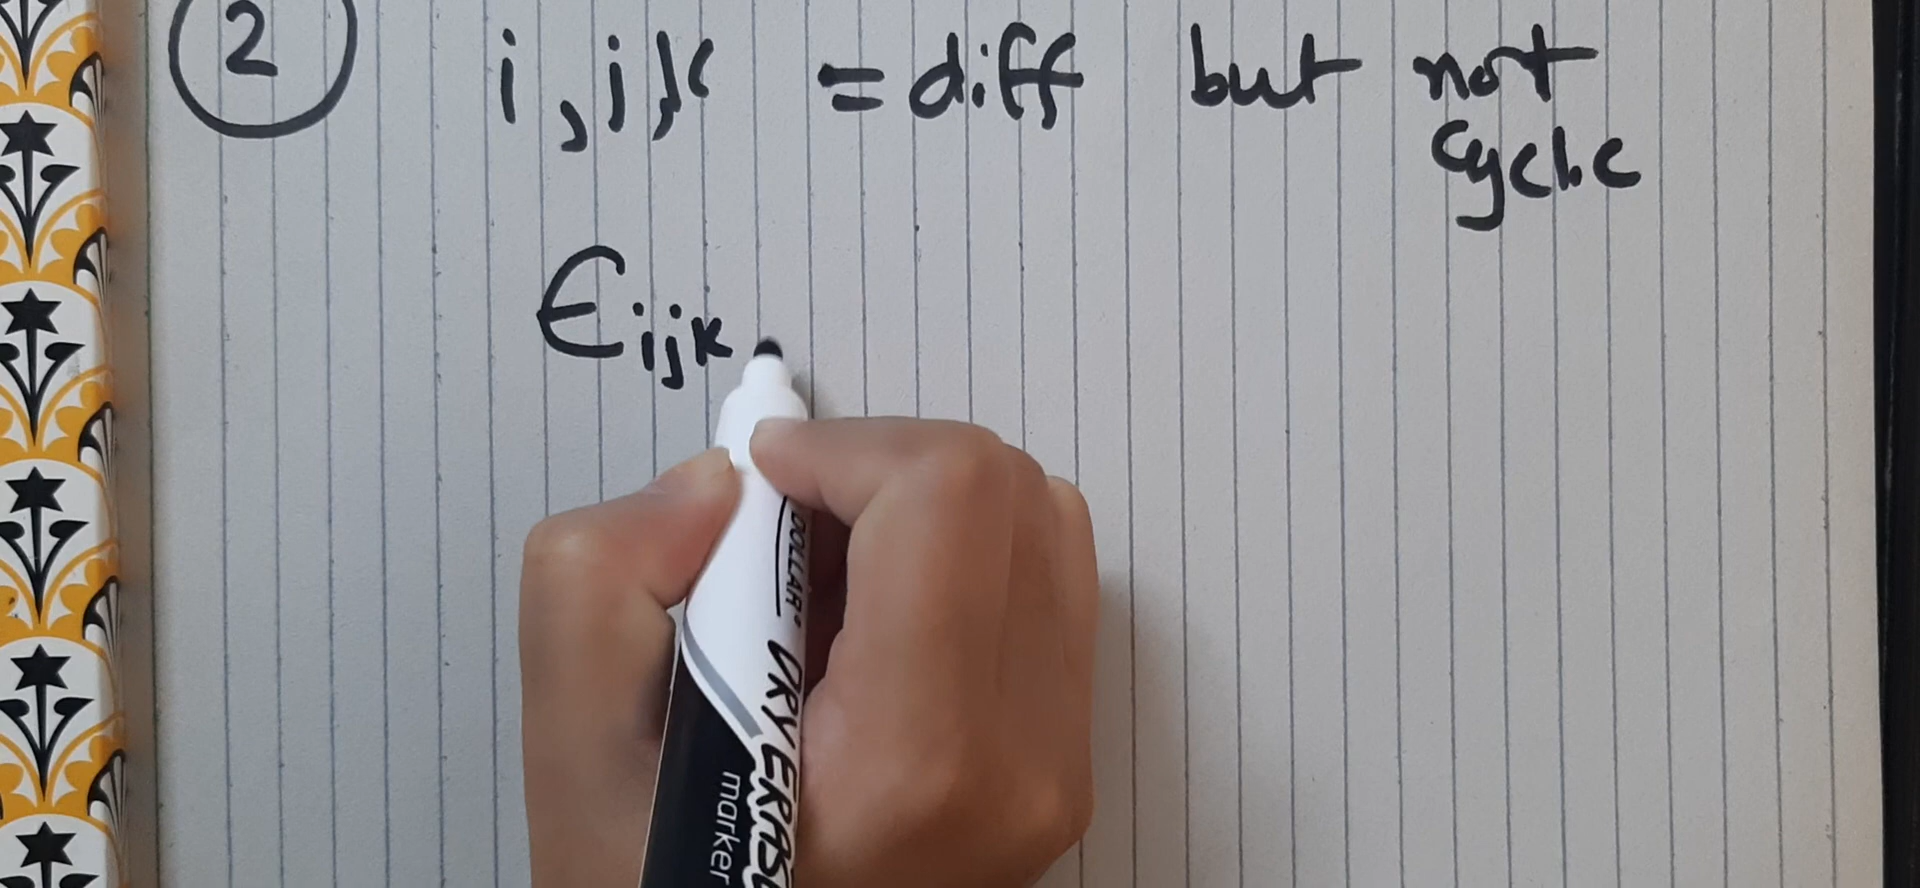 2 i, j, k = diff but not
cyclic
ϵijk
DOLLAR® DRY ERASE
marker